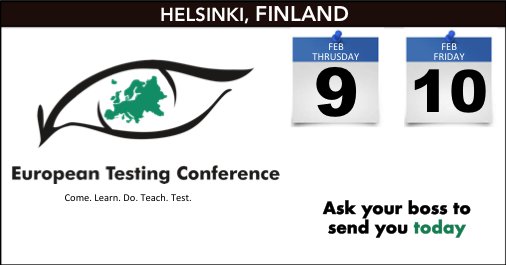 HELSINKI, FINLAND
FEB
THRUSDAY
9
FEB
FRIDAY
10
European Testing Conference
Come. Learn. Do. Teach. Test.
Ask your boss to
send you today